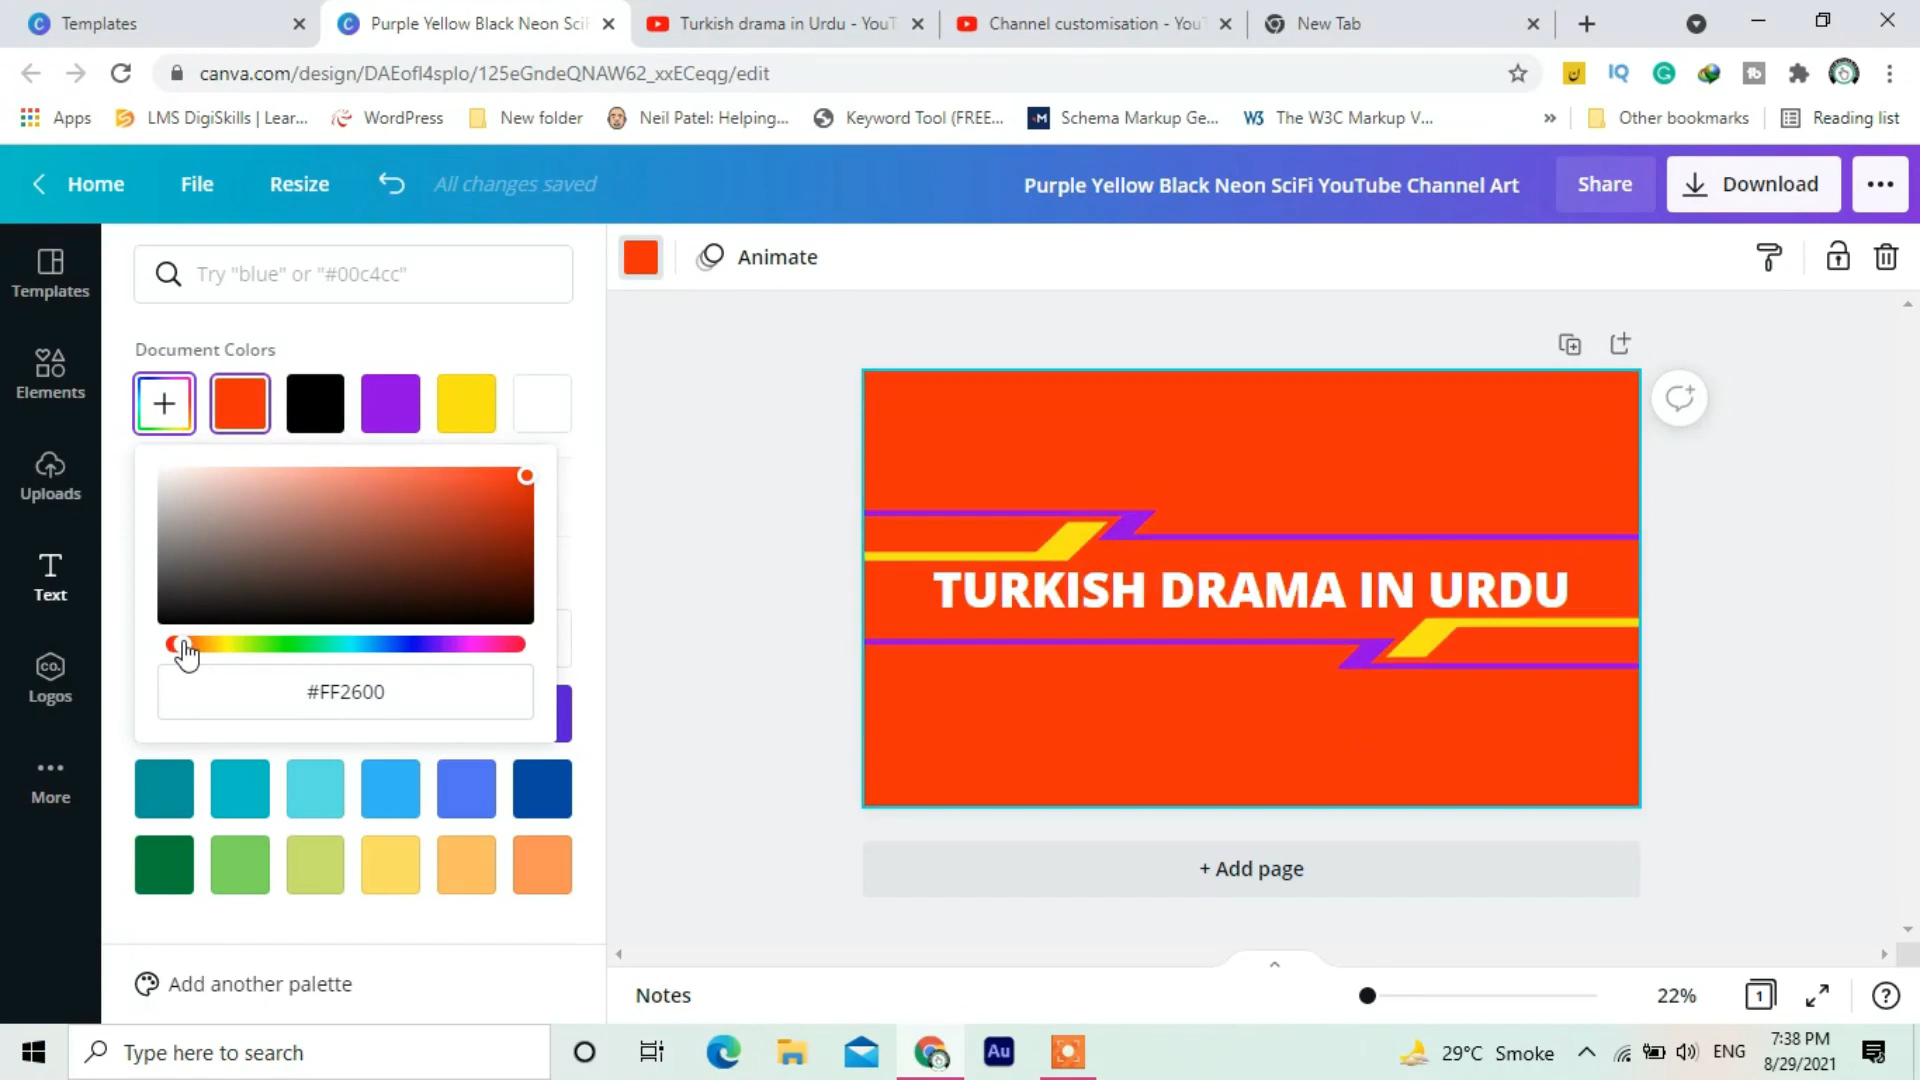 Templates
Purple Yellow Black Neon SciF
Turkish drama in Urdu - YouT
Channel customisation - You
New Tab
canva.com/design/DAEofl4splo/125eGndeQNAW62_xxECeqg/edit
Apps
LMS DigiSkills | Lear...
WordPress
New folder
Neil Patel: Helping...
Keyword Tool (FREE...
Schema Markup Ge...
The W3C Markup V...
Other bookmarks
Reading list
Home
File
Resize
All changes saved
Purple Yellow Black Neon SciFi YouTube Channel Art
Share
Download
Templates
Elements
Uploads
Text
CO.
Logos
More
Try "blue" or "#00c4cc"
Document Colors
#FF2600
Add another palette
Animate
TURKISH DRAMA IN URDU
+ Add page
Notes
22%
1
Type here to search
Au
29°C Smoke
ENG
7:38 PM
8/29/2021